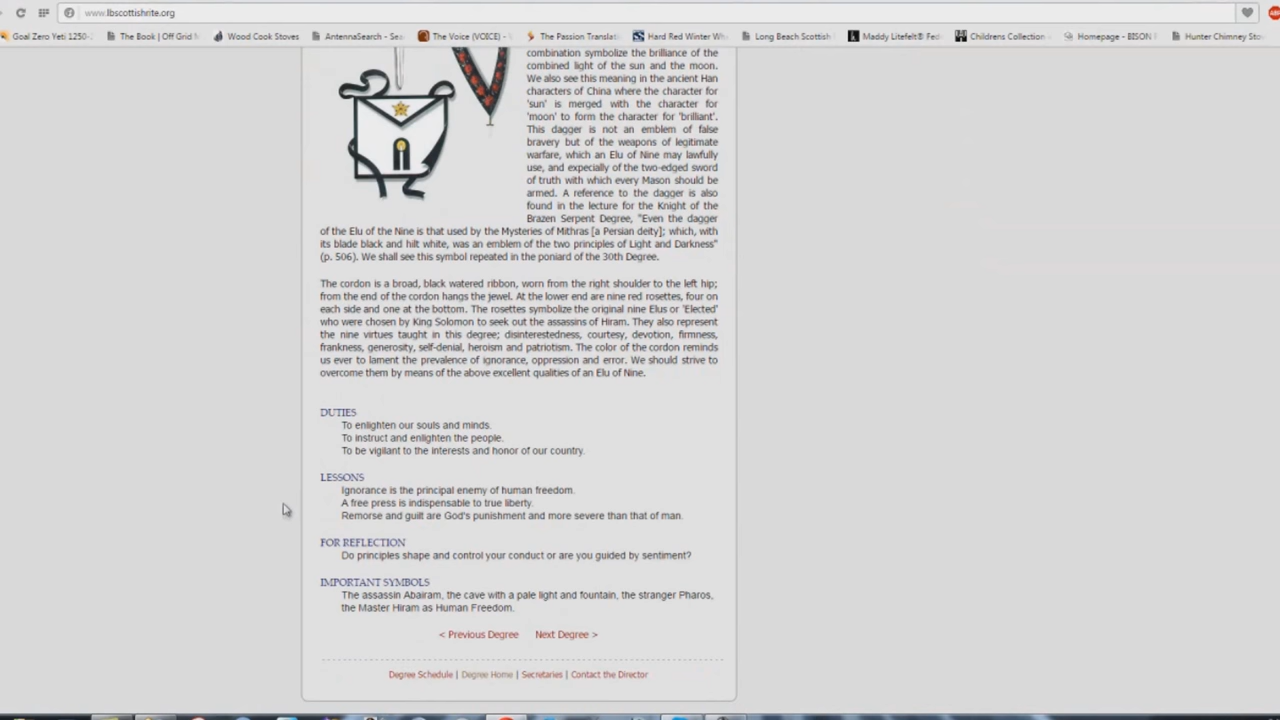 www.lbscottishrite.org
Goal Zero Yeti 1250- The Book | Off Grid M Wood Cook Stoves AntennaSearch - Sea The Voice (VOICE) - The Passion Translati Hard Red Winter Wh Long Beach Scottish Maddy Litefelt® Fed Childrens Collection Homepage - BISON Hunter Chimney Sto
combination symbolize the brilliance of the
combined light of the sun and the moon.
We also see this meaning in the ancient Han
characters of China where the character for
'sun' is merged with the character for
'moon' to form the character for 'brilliant'.
This dagger is not an emblem of false
bravery but of the weapons of legitimate
warfare, which an Elu of Nine may lawfully
use, and expecially of the two-edged sword
of truth with which every Mason should be
armed. A reference to the dagger is also
found in the lecture for the Knight of the
Brazen Serpent Degree, "Even the dagger
of the Elu of the Nine is that used by the Mysteries of Mithras [a Persian deity]; which, with
its blade black and hilt white, was an emblem of the two principles of Light and Darkness"
(p. 506). We shall see this symbol repeated in the poniard of the 30th Degree.
The cordon is a broad, black watered ribbon, worn from the right shoulder to the left hip;
from the end of the cordon hangs the jewel. At the lower end are nine red rosettes, four on
each side and one at the bottom. The rosettes symbolize the original nine Elus or 'Elected'
who were chosen by King Solomon to seek out the assassins of Hiram. They also represent
the nine virtues taught in this degree; disinterestedness, courtesy, devotion, firmness,
frankness, generosity, self-denial, heroism and patriotism. The color of the cordon reminds
us ever to lament the prevalence of ignorance, oppression and error. We should strive to
overcome them by means of the above excellent qualities of an Elu of Nine.
DUTIES
To enlighten our souls and minds.
To instruct and enlighten the people.
To be vigilant to the interests and honor of our country.
LESSONS
Ignorance is the principal enemy of human freedom.
A free press is indispensable to true liberty.
Remorse and guilt are God's punishment and more severe than that of man.
FOR REFLECTION
Do principles shape and control your conduct or are you guided by sentiment?
IMPORTANT SYMBOLS
The assassin Abairam, the cave with a pale light and fountain, the stranger Pharos,
the Master Hiram as Human Freedom.
< Previous Degree Next Degree >
Degree Schedule | Degree Home | Secretaries | Contact the Director